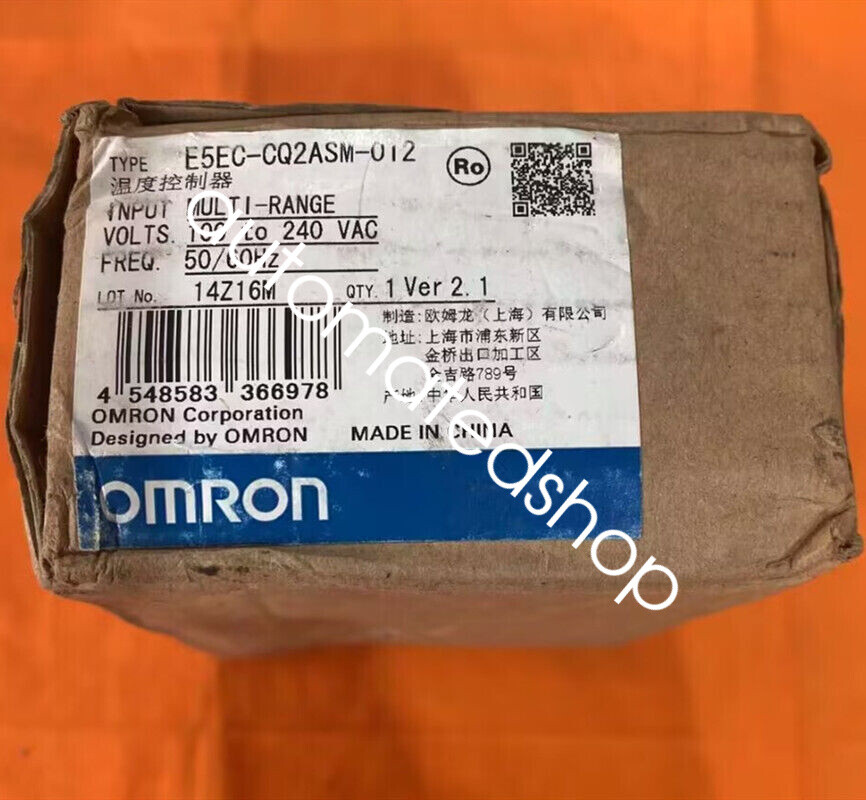 TYPE E5EC-CQ2ASM-012
Ro
温度控制器
INPUT MULTI-RANGE
VOLTS. 100 to 240 VAC
FREQ. 50/60Hz
LOT No. 14Z16M QTY. 1 Ver 2.1
制造: 欧姆龙（上海）有限公司
地址: 上海市浦东新区
金桥出口加工区
金吉路789号
产地: 中华人民共和国
4 548583 366978
OMRON Corporation
Designed by OMRON MADE IN CHINA
OMRON
automatedshop